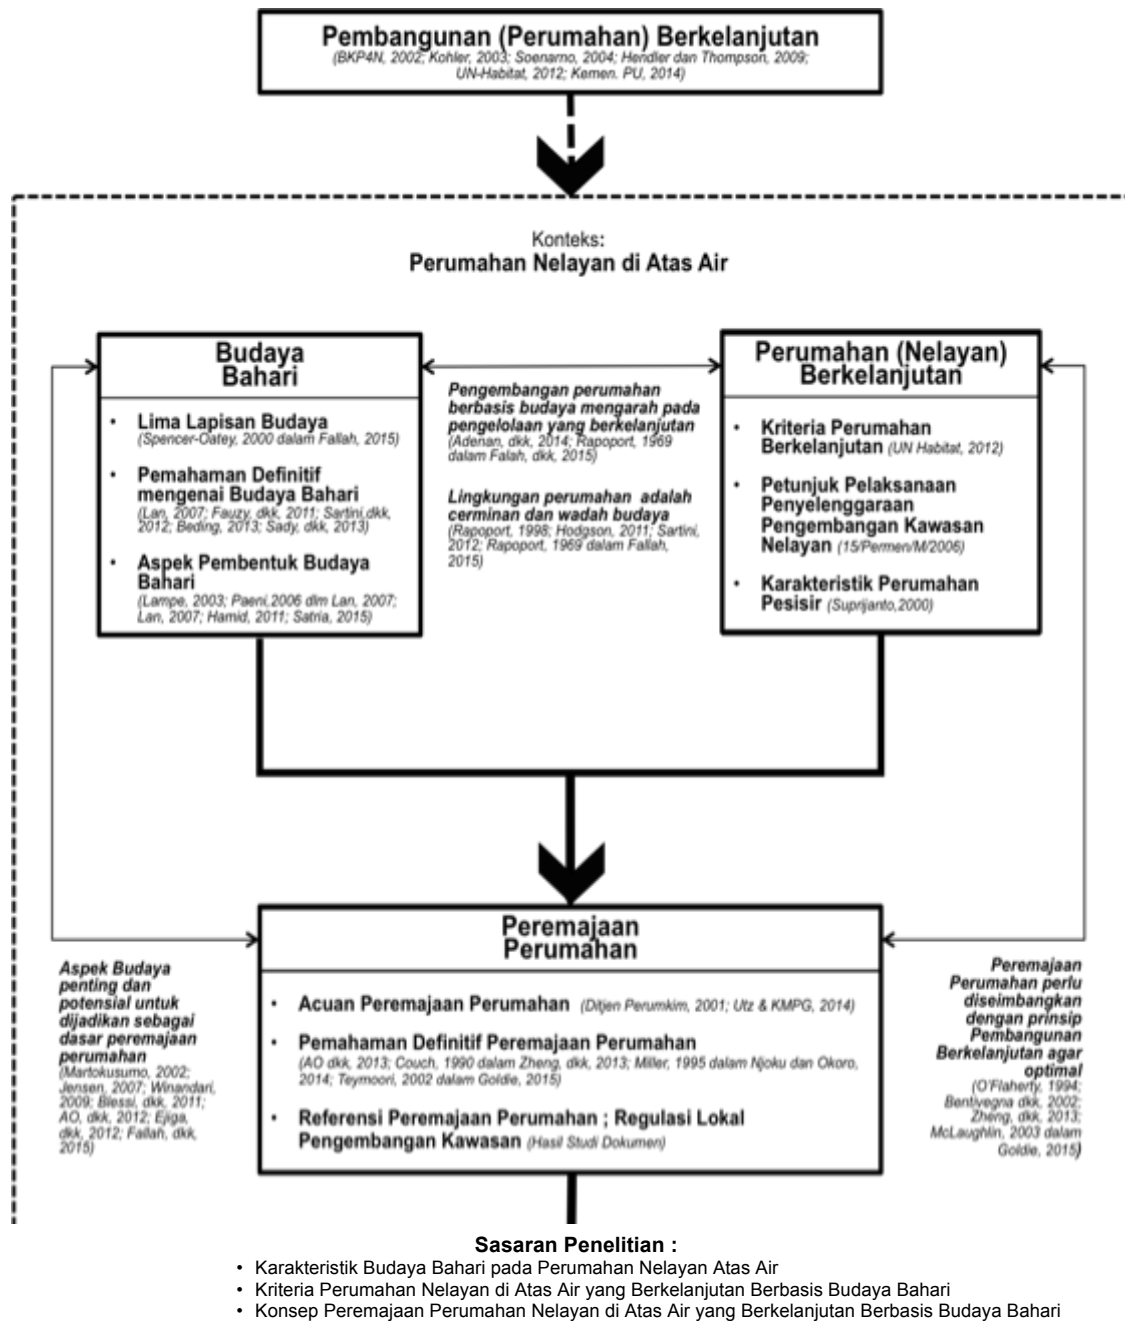 Pembangunan (Perumahan) Berkelanjutan
(BKP4N, 2002; Kohler, 2003; Soenarno, 2004; Hendler dan Thompson, 2009;
UN-Habitat, 2012; Kemen. PU, 2014)
Konteks:
Perumahan Nelayan di Atas Air
Budaya
Bahari
• Lima Lapisan Budaya
(Spencer-Oatey, 2000 dalam Fallah, 2015)
• Pemahaman Definitif
mengenai Budaya Bahari
(Lan, 2007; Fauzy, dkk, 2011; Sartini,dkk,
2012; Beding, 2013; Sady, dkk, 2013)
• Aspek Pembentuk Budaya
Bahari
(Lampe, 2003; Paeni,2006 dlm Lan, 2007;
Lan, 2007; Hamid, 2011; Satria, 2015)
Pengembangan perumahan
berbasis budaya mengarah pada
pengelolaan yang berkelanjutan
(Adenan, dkk, 2014; Rapoport, 1969
dalam Falah, dkk, 2015)
Lingkungan perumahan adalah
cerminan dan wadah budaya
(Rapoport, 1998; Hodgson, 2011; Sartini,
2012; Rapoport, 1969 dalam Fallah,
2015)
Perumahan (Nelayan)
Berkelanjutan
• Kriteria Perumahan
Berkelanjutan (UN Habitat, 2012)
• Petunjuk Pelaksanaan
Penyelenggaraan
Pengembangan Kawasan
Nelayan (15/Permen/M/2006)
• Karakteristik Perumahan
Pesisir (Suprijanto,2000)
Peremajaan
Perumahan
• Acuan Peremajaan Perumahan (Ditjen Perumkim, 2001; Utz & KMPG, 2014)
• Pemahaman Definitif Peremajaan Perumahan
(AO dkk, 2013; Couch, 1990 dalam Zheng, dkk, 2013; Miller, 1995 dalam Njoku dan Okoro,
2014; Teymoori, 2002 dalam Goldie, 2015)
• Referensi Peremajaan Perumahan ; Regulasi Lokal
Pengembangan Kawasan (Hasil Studi Dokumen)
Aspek Budaya
penting dan
potensial untuk
dijadikan sebagai
dasar peremajaan
perumahan
(Martokusumo, 2002;
Jensen, 2007; Winandari,
2009; Blessi, dkk, 2011;
AO, dkk, 2012; Ejiga,
dkk, 2012; Fallah, dkk,
2015)
Peremajaan
Perumahan perlu
diseimbangkan
dengan prinsip
Pembangunan
Berkelanjutan agar
optimal
(O'Flaherty, 1994;
Bentivegna dkk, 2002;
Zheng, dkk, 2013;
McLaughlin, 2003 dalam
Goldie, 2015)
Sasaran Penelitian :
• Karakteristik Budaya Bahari pada Perumahan Nelayan Atas Air
• Kriteria Perumahan Nelayan di Atas Air yang Berkelanjutan Berbasis Budaya Bahari
• Konsep Peremajaan Perumahan Nelayan di Atas Air yang Berkelanjutan Berbasis Budaya Bahari